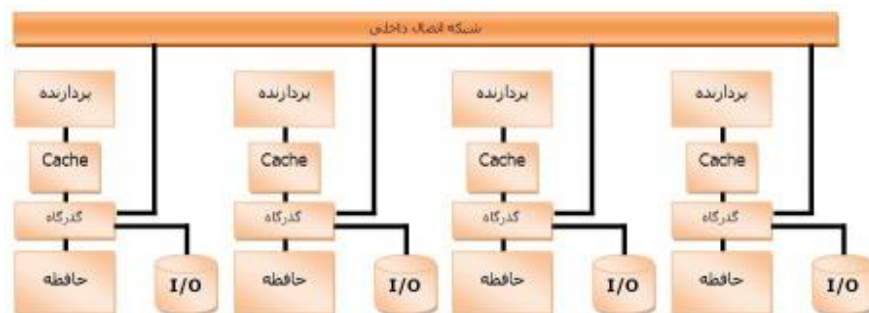 شبکه اتصال داخلی
پردازنده پردازنده پردازنده پردازنده
Cache Cache Cache Cache
گذرگاه گذرگاه گذرگاه گذرگاه
حافظه I/O حافظه I/O حافظه I/O حافظه I/O